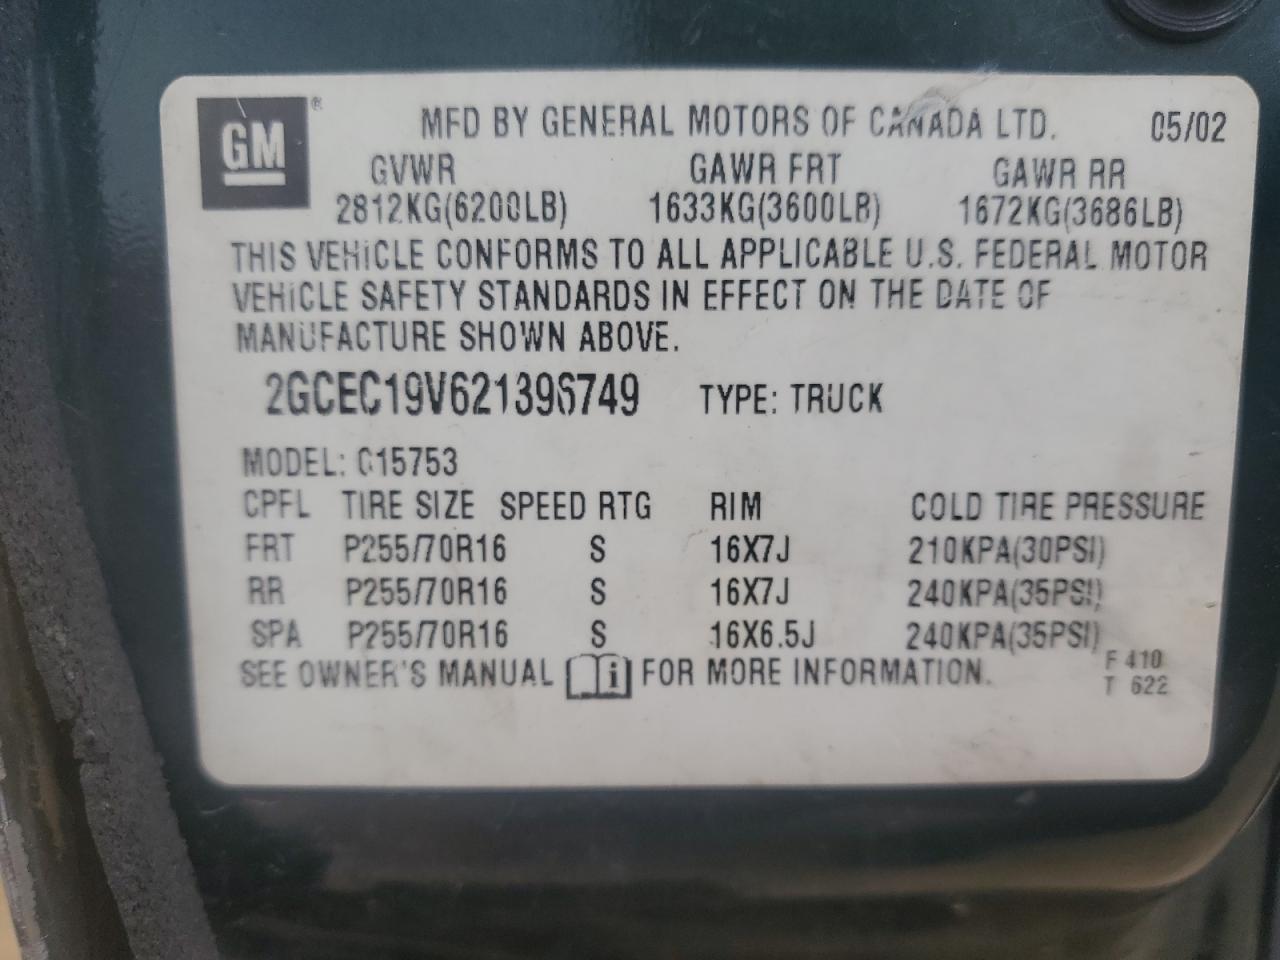 GM®
MFD BY GENERAL MOTORS OF CANADA LTD. 05/02
GVWR GAWR FRT GAWR RR
2812KG(6200LB) 1633KG(3600LB) 1672KG(3686LB)
THIS VEHICLE CONFORMS TO ALL APPLICABLE U.S. FEDERAL MOTOR
VEHICLE SAFETY STANDARDS IN EFFECT ON THE DATE OF
MANUFACTURE SHOWN ABOVE.
2GCEC19V621396749 TYPE: TRUCK
MODEL: C15753
CPFL TIRE SIZE SPEED RTG RIM COLD TIRE PRESSURE
FRT P255/70R16 S 16X7J 210KPA(30PSI)
RR P255/70R16 S 16X7J 240KPA(35PSI)
SPA P255/70R16 S 16X6.5J 240KPA(35PSI)
SEE OWNER'S MANUAL i FOR MORE INFORMATION.
F 410
T 622